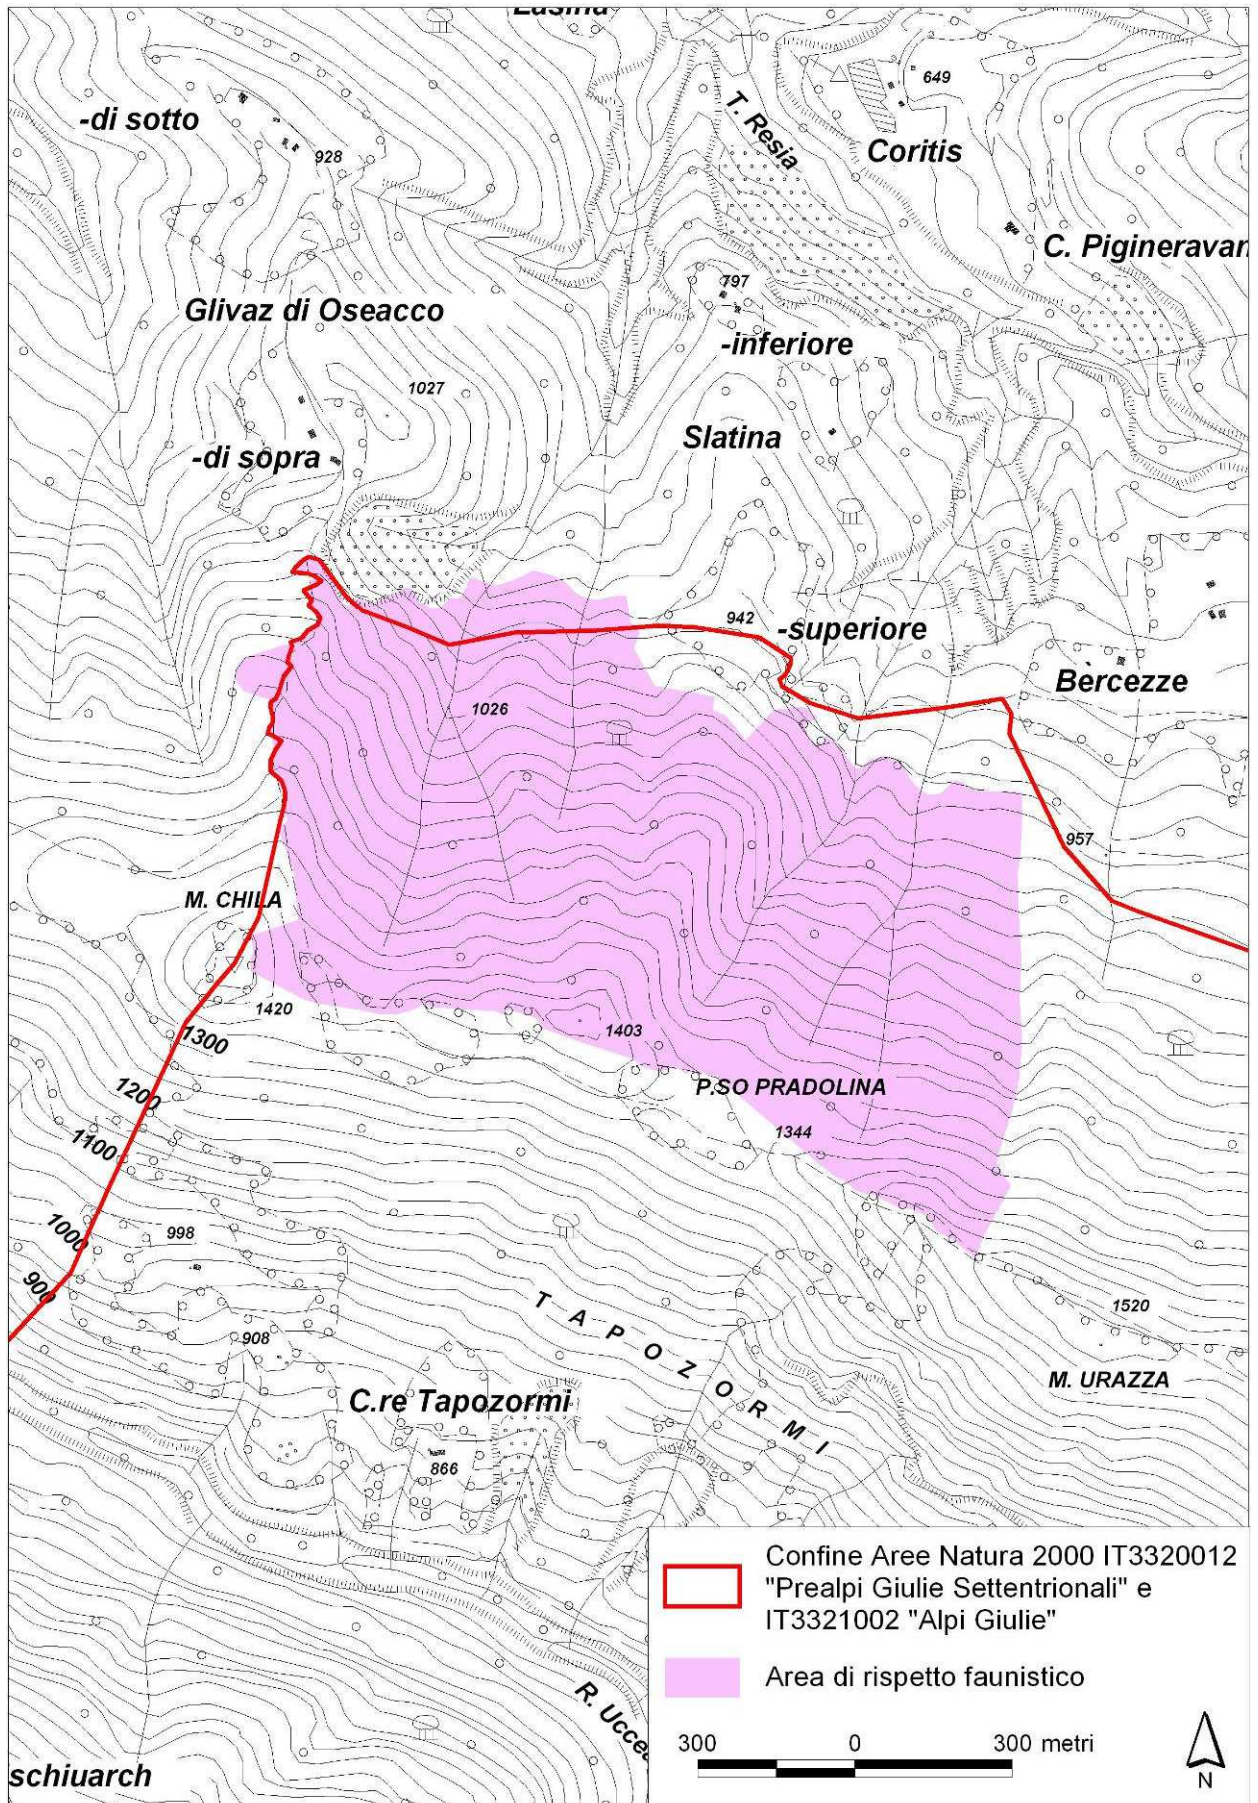 -di sotto
928
T. Resia
649
Coritis
C. Pigineravar
797
Glivaz di Oseacco
-inferiore
1027
Slatina
-di sopra
942
-superiore
Bèrcezze
1026
957
M. CHILA
1420
1403
1300
P.SO PRADOLINA
1200
1344
1100
1000
998
900
TAPOZORMI
1520
908
M. URAZZA
C.re Tapozormi
866
Confine Aree Natura 2000 IT3320012
"Prealpi Giulie Settentrionali" e
IT3321002 "Alpi Giulie"
Area di rispetto faunistico
R. Uccea
300 0 300 metri
N
schiuarch